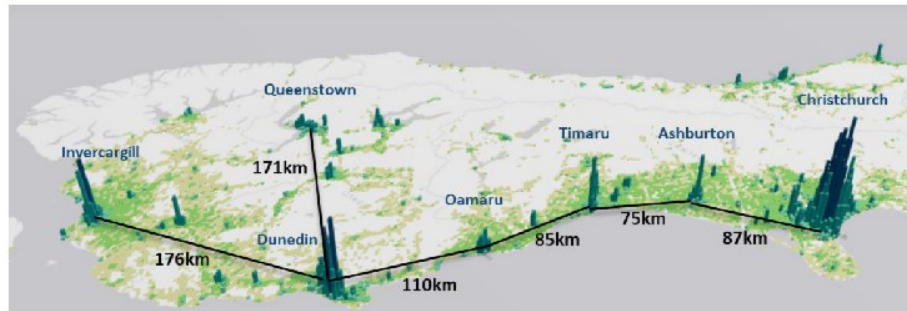 Queenstown
Christchurch
Timaru
Ashburton
Invercargill
171km
Oamaru
Dunedin
75km
85km
87km
176km
110km